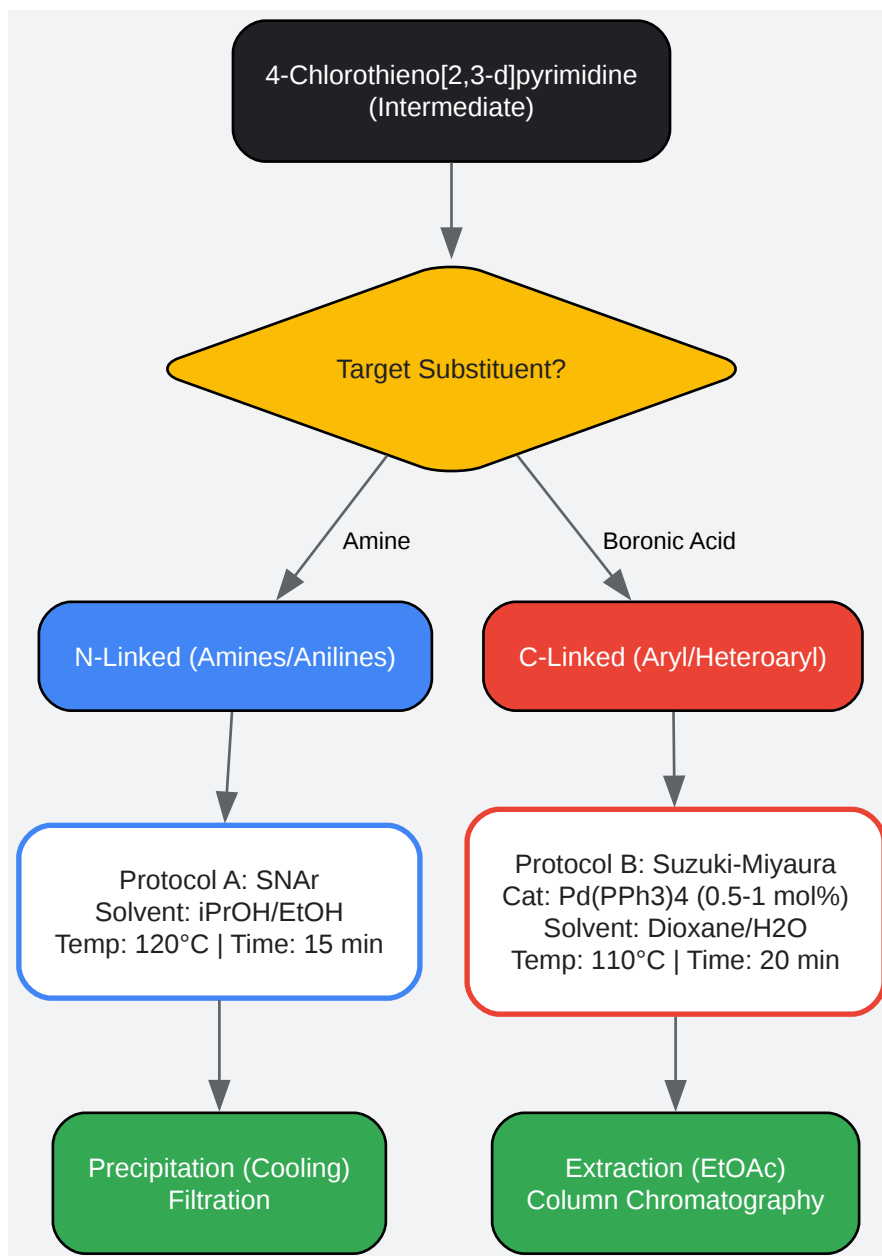 4-Chlorothieno[2,3-d]pyrimidine
(Intermediate)
Target Substituent?
Amine
Boronic Acid
N-Linked (Amines/Anilines)
C-Linked (Aryl/Heteroaryl)
Protocol A: SNAr
Solvent: iPrOH/EtOH
Temp: 120°C | Time: 15 min
Protocol B: Suzuki-Miyaura
Cat: Pd(PPh3)4 (0.5-1 mol%)
Solvent: Dioxane/H2O
Temp: 110°C | Time: 20 min
Precipitation (Cooling)
Filtration
Extraction (EtOAc)
Column Chromatography